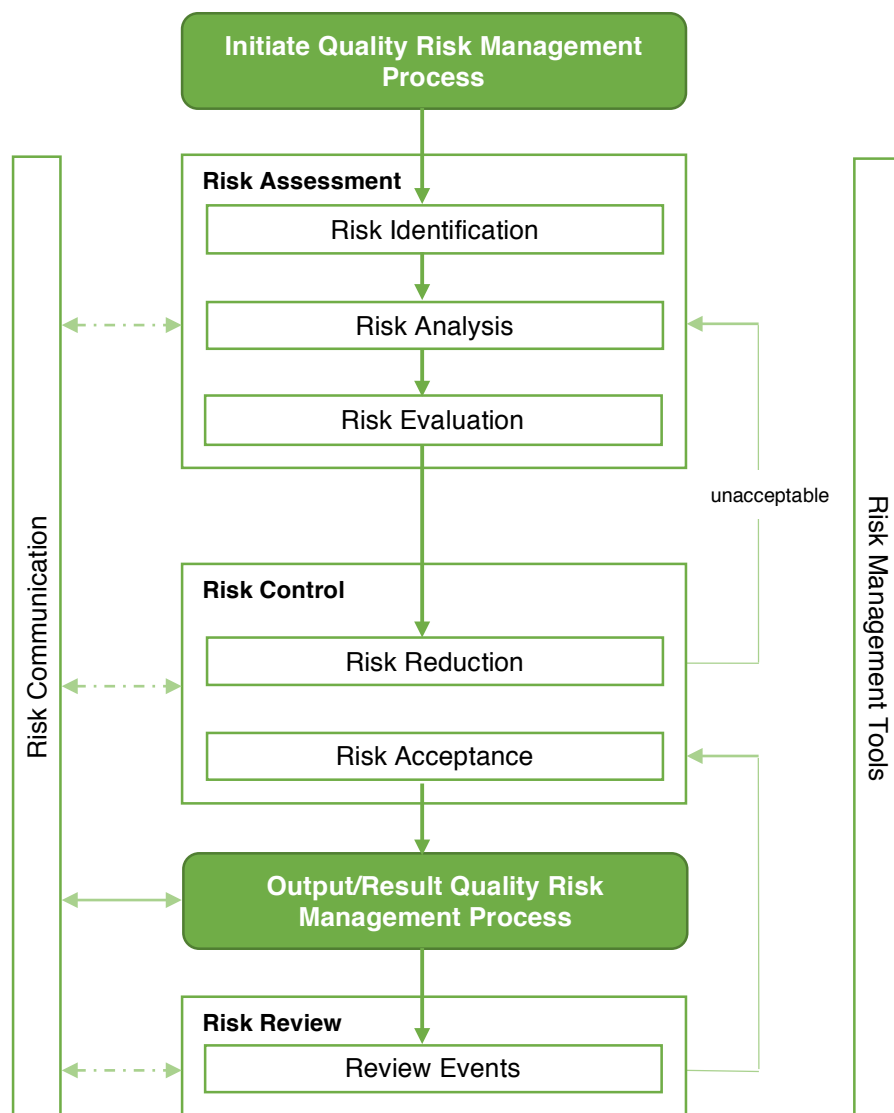 Initiate Quality Risk Management
Process
Risk Assessment
Risk Identification
Risk Analysis
Risk Evaluation
unacceptable
Risk Control
Risk Reduction
Risk Acceptance
Output/Result Quality Risk
Management Process
Risk Review
Review Events
Risk Communication
Risk Management Tools